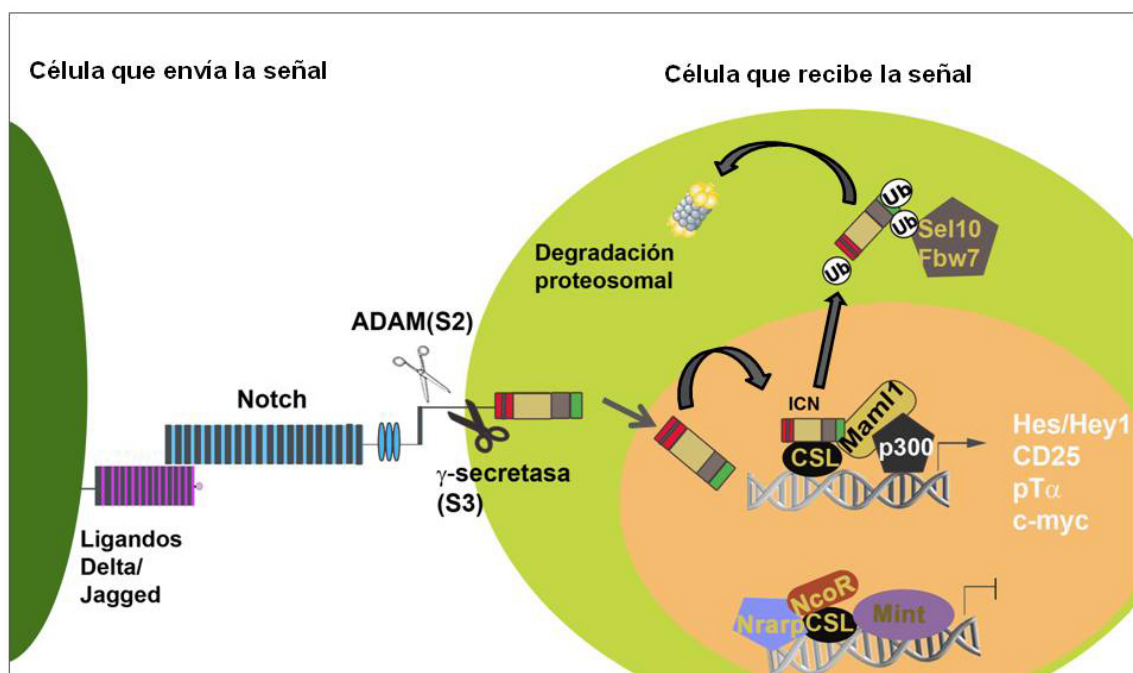 Célula que envía la señal
Célula que recibe la señal
Ub
Ub
Sel10
Fbw7
Degradación
proteosomal
Ub
ADAM(S2)
Notch
γ-secretasa
(S3)
Ligandos
Delta/
Jagged
ICN
Maml1
CSL
p300
Hes/Hey1
CD25
pTα
c-myc
NcoR
Nrarp
CSL
Mint